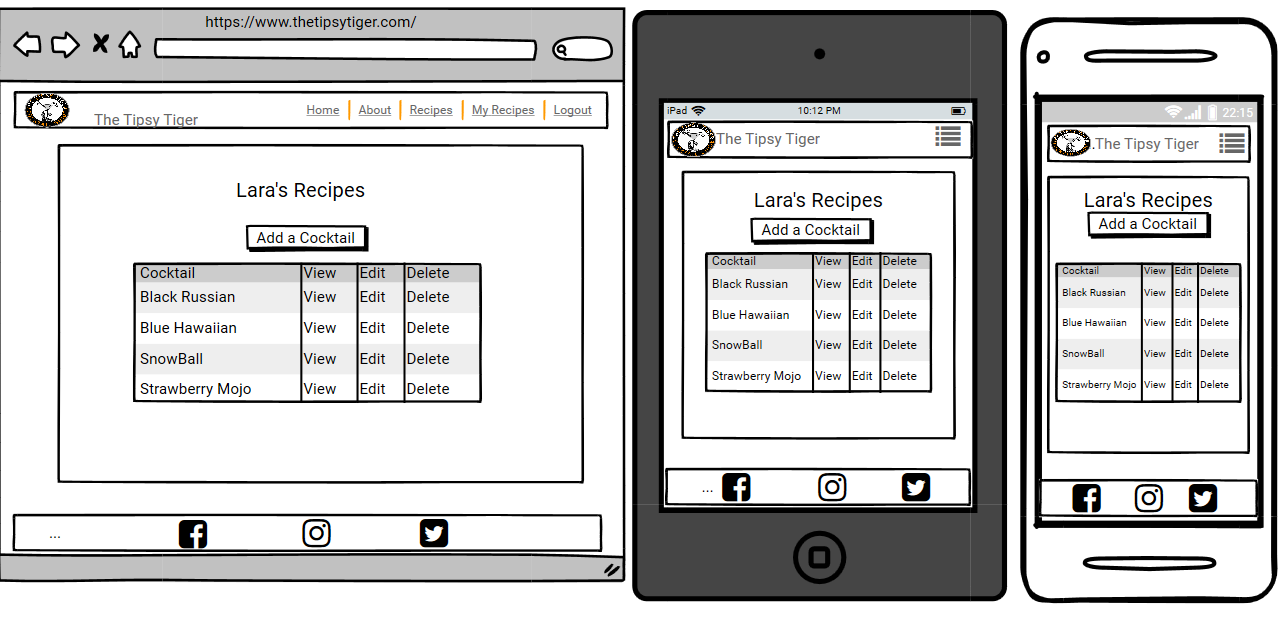 https://www.thetipsytiger.com/
The Tipsy Tiger
Home About Recipes My Recipes Logout
Lara's Recipes
Add a Cocktail
Cocktail View Edit Delete
Black Russian View Edit Delete
Blue Hawaiian View Edit Delete
SnowBall View Edit Delete
Strawberry Mojo View Edit Delete
...
iPad 10:12 PM
The Tipsy Tiger
Lara's Recipes
Add a Cocktail
Cocktail View Edit Delete
Black Russian View Edit Delete
Blue Hawaiian View Edit Delete
SnowBall View Edit Delete
Strawberry Mojo View Edit Delete
...
22:15
.The Tipsy Tiger
Lara's Recipes
Add a Cocktail
Cocktail View Edit Delete
Black Russian View Edit Delete
Blue Hawaiian View Edit Delete
SnowBall View Edit Delete
Strawberry Mojo View Edit Delete